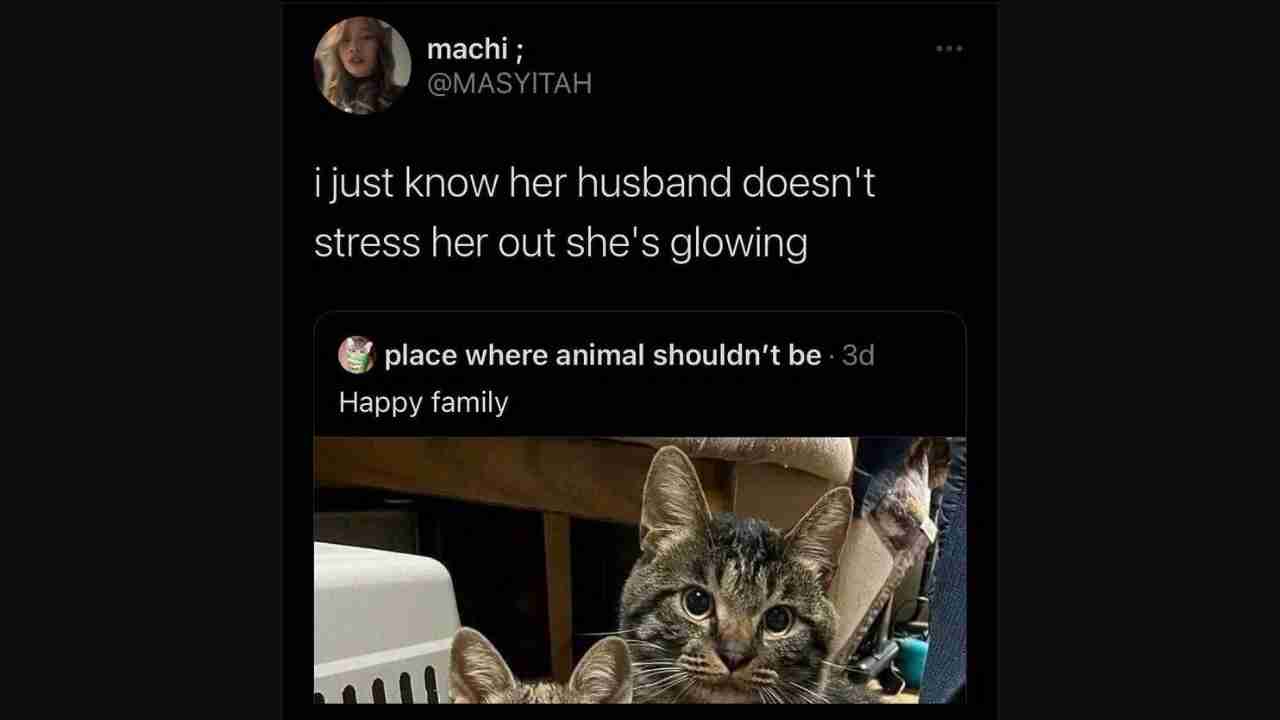 machi ;
@MASYITAH
i just know her husband doesn't
stress her out she's glowing
place where animal shouldn’t be · 3d
Happy family